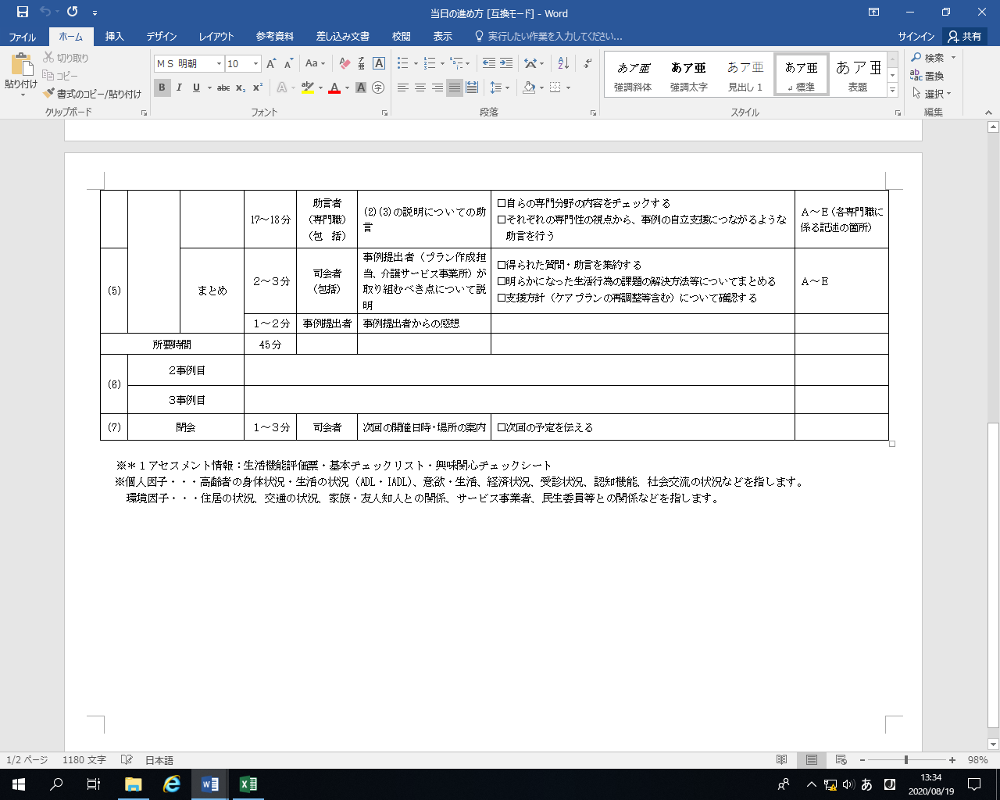 当日の進め方 [互換モード] - Word
ファイル ホーム 挿入 デザイン レイアウト 参考資料 差し込み文書 校閲 表示 実行したい作業を入力してください... サインイン 共有
貼り付け
切り取り
コピー
書式のコピー/貼り付け
クリップボード
ＭＳ 明朝 10
フォント
段落
あア亜 あア亜 あア亜 あア亜 あア亜
強調斜体 強調太字 見出し 1 標準 表題
スタイル
検索
置換
選択
編集
17～18分
助言者
（専門職）
（包　括）
(2)(3)の説明についての助
言
□自らの専門分野の内容をチェックする
□それぞれの専門性の視点から、事例の自立支援につながるような
助言を行う
Ａ～Ｅ（各専門職に
係る記述の箇所）
(5)
まとめ
２～３分
司会者
（包括）
事例提出者（プラン作成担
当、介護サービス事業所）が
取り組むべき点について説
明
□得られた質問・助言を集約する
□明らかになった生活行為の課題の解決方法等についてまとめる
□支援方針（ケアプランの再調整等含む）について確認する
Ａ～Ｅ
１～２分 事例提出者 事例提出者からの感想
所要時間 45分
(6)
２事例目
３事例目
(7) 閉会 １～３分 司会者 次回の開催日時・場所の案内 □次回の予定を伝える
※＊１アセスメント情報：生活機能評価票・基本チェックリスト・興味関心チェックシート
※個人因子・・・高齢者の身体状況・生活の状況（ADL・IADL）、意欲・生活、経済状況、受診状況、認知機能、社会交流の状況などを指します。
環境因子・・・住居の状況、交通の状況、家族・友人知人との関係、サービス事業者、民生委員等との関係などを指します。
1/2 ページ 1180 文字 日本語 98%
あ
13:34
2020/08/19